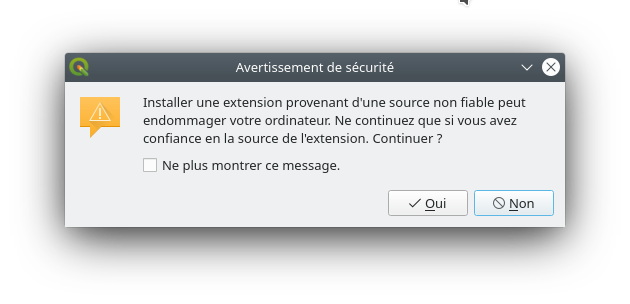 Avertissement de sécurité
Installer une extension provenant d'une source non fiable peut
endommager votre ordinateur. Ne continuez que si vous avez
confiance en la source de l'extension. Continuer ?
Ne plus montrer ce message.
Oui
Non